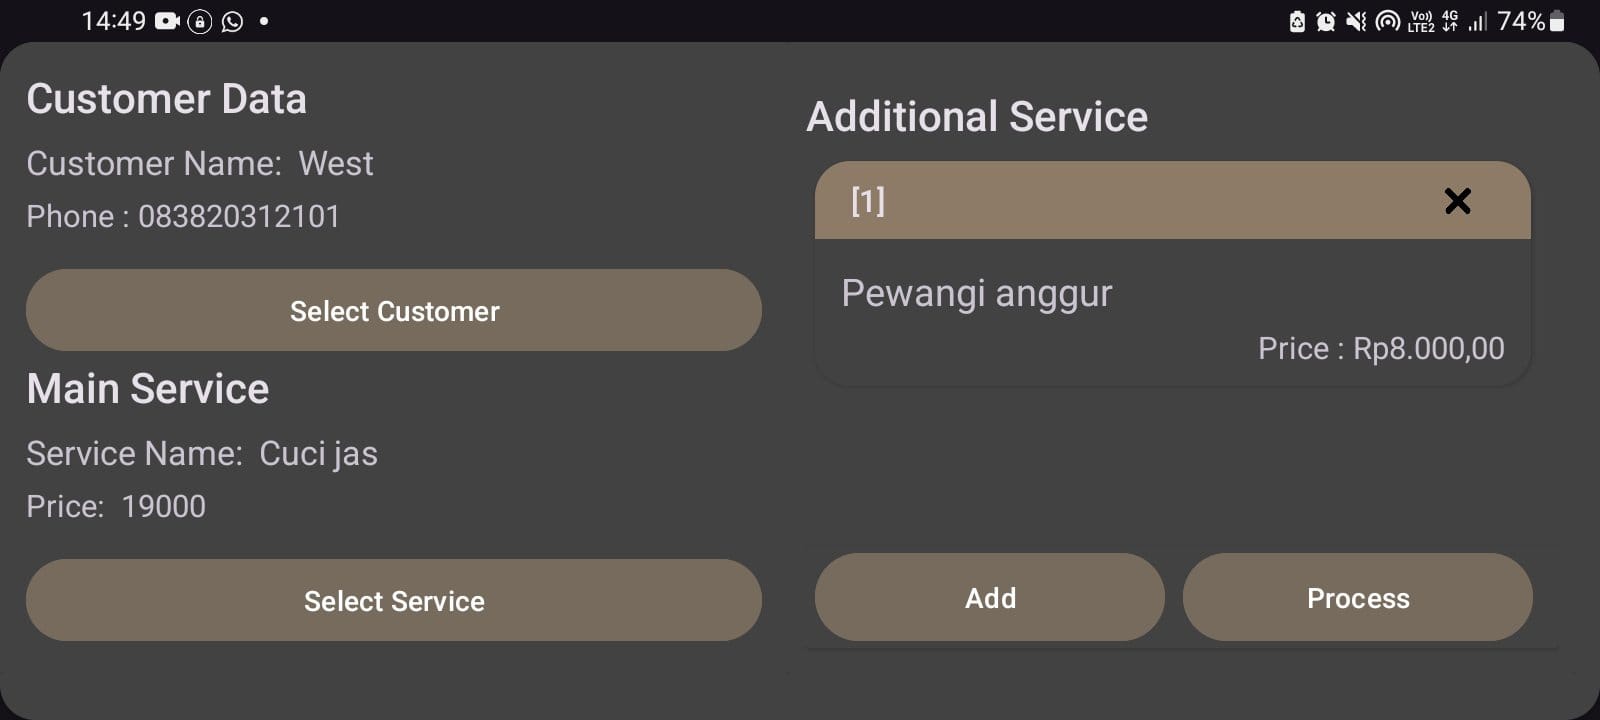 14:49
Vo)) LTE2 4G 74%
Customer Data
Customer Name: West
Phone : 083820312101
Select Customer
Main Service
Service Name: Cuci jas
Price: 19000
Select Service
Additional Service
[1]
Pewangi anggur
Price : Rp8.000,00
Add
Process